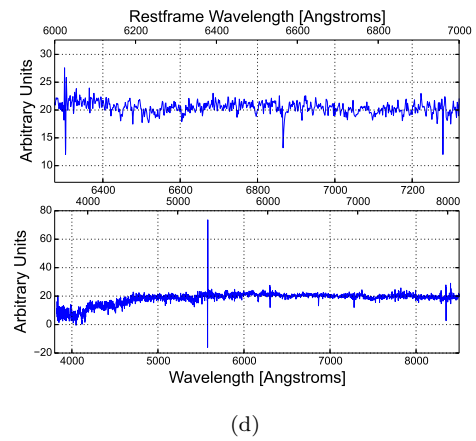 Restframe Wavelength [Angstroms]
6000 6200 6400 6600 6800 7000
Arbitrary Units
30
25
20
15
10
6400 6600 6800 7000 7200
4000 5000 6000 7000 8000
Arbitrary Units
80
60
40
20
0
−20
4000 5000 6000 7000 8000
Wavelength [Angstroms]
(d)